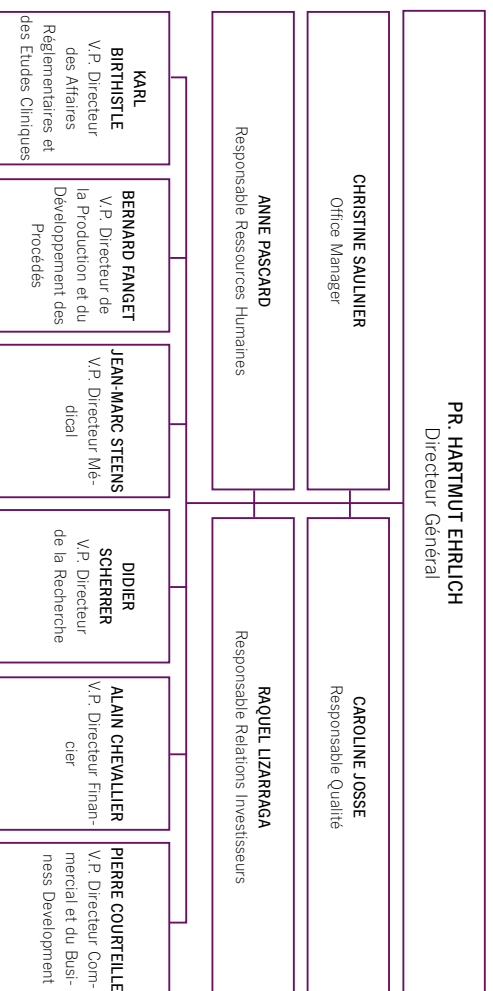 PR. HARTMUT EHRLICH
Directeur Général
CHRISTINE SAULNIER
Office Manager
CAROLINE JOSSE
Responsable Qualité
ANNE PASCARD
Responsable Ressources Humaines
RAQUEL LIZARRAGA
Responsable Relations Investisseurs
KARL
BIRTHISTLE
V.P. Directeur
des Affaires
Réglementaires et
des Etudes Cliniques
BERNARD FANGET
V.P. Directeur de
la Production et du
Développement des
Procédés
JEAN-MARC STEENS
V.P. Directeur Mé-
dical
DIDIER
SCHERRER
V.P. Directeur
de la Recherche
ALAIN CHEVALLIER
V.P. Directeur Finan-
cier
PIERRE COURTEILLE
V.P. Directeur Com-
mercial et du Busi-
ness Development